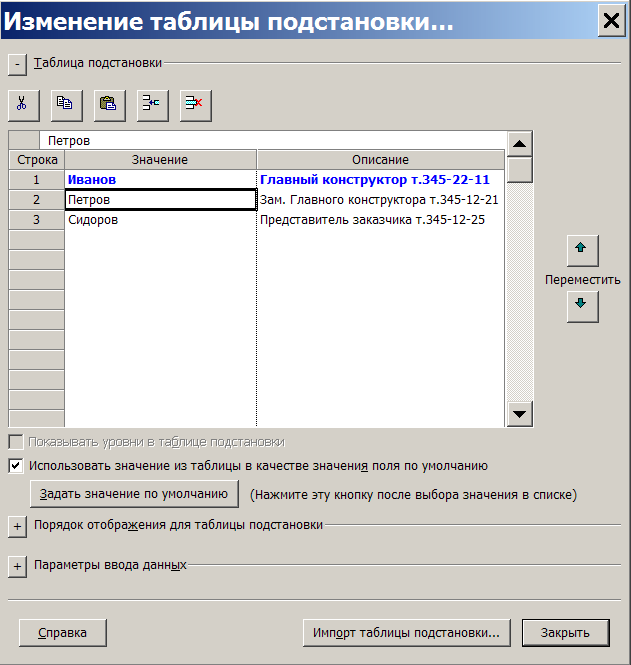 Изменение таблицы подстановки...
- Таблица подстановки
Петров
Строка Значение Описание
1 Иванов Главный конструктор т.345-22-11
2 Петров Зам. Главного конструктора т.345-12-21
3 Сидоров Представитель заказчика т.345-12-25
Переместить
Показывать уровни в таблице подстановки
Использовать значение из таблицы в качестве значения поля по умолчанию
Задать значение по умолчанию (Нажмите эту кнопку после выбора значения в списке)
+ Порядок отображения для таблицы подстановки
+ Параметры ввода данных
Справка Импорт таблицы подстановки... Закрыть